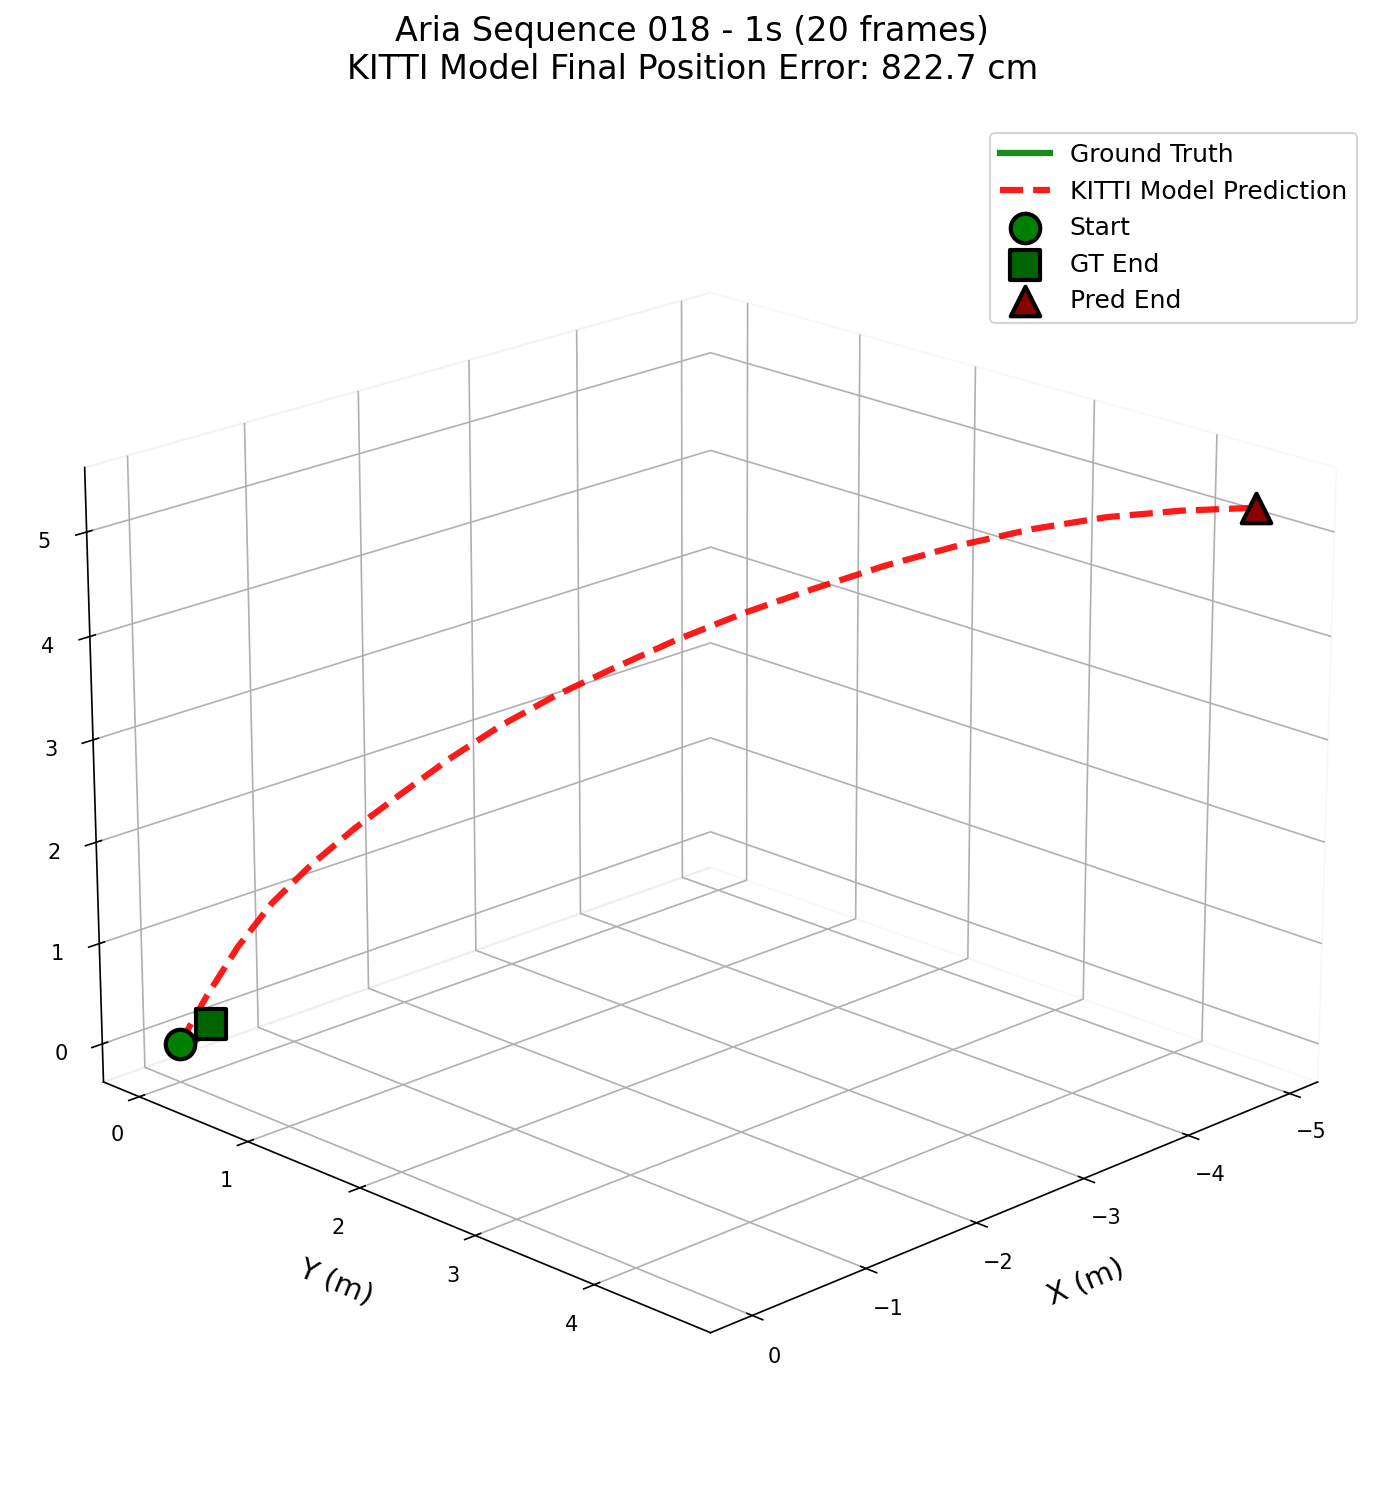 Aria Sequence 018 - 1s (20 frames)
KITTI Model Final Position Error: 822.7 cm
Ground Truth
KITTI Model Prediction
Start
GT End
Pred End
5
4
3
2
1
0
0
1
2
3
4
Y (m)
−5
−4
−3
−2
−1
0
X (m)